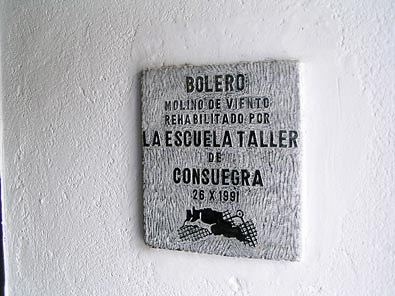 BOLERO
MOLINO DE VIENTO
REHABILITADO POR
LA ESCUELA TALLER
DE
CONSUEGRA
26 X 1991